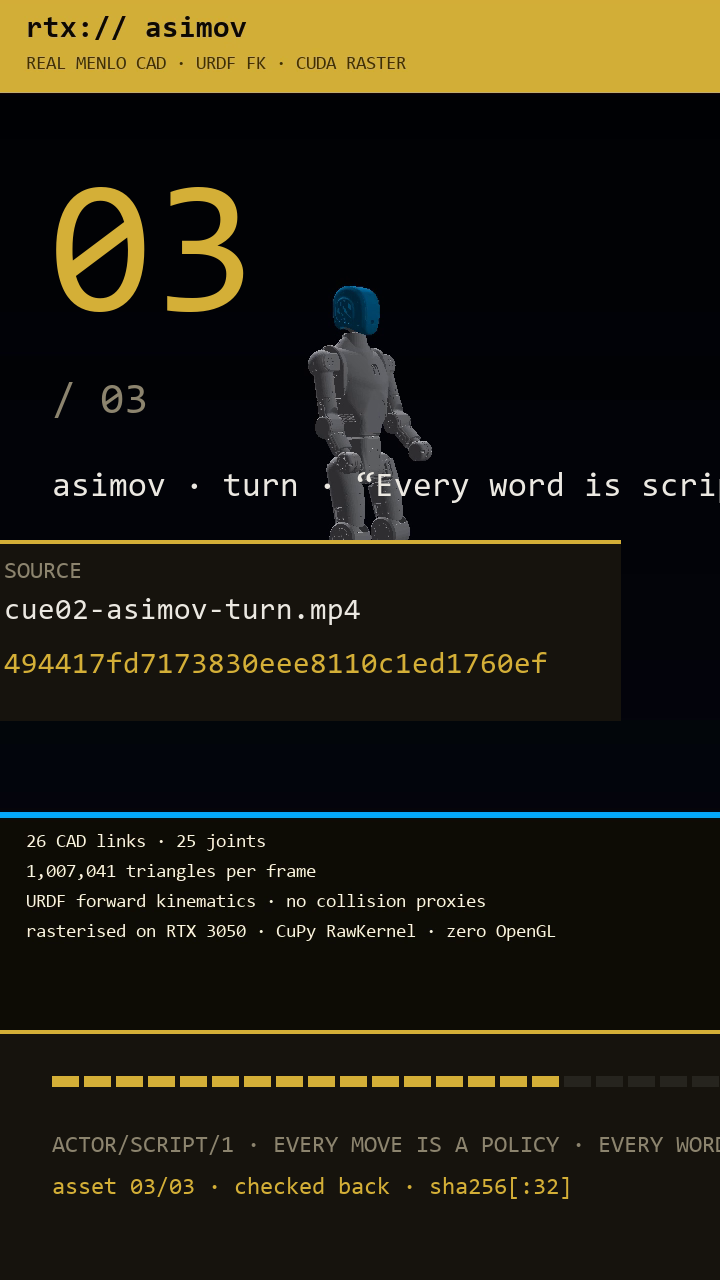 rtx:// asimov
REAL MENLO CAD · URDF FK · CUDA RASTER
03
/ 03
asimov · turn · “Every word is scrip
SOURCE
cue02-asimov-turn.mp4
494417fd7173830eee8110c1ed1760ef
26 CAD links · 25 joints
1,007,041 triangles per frame
URDF forward kinematics · no collision proxies
rasterised on RTX 3050 · CuPy RawKernel · zero OpenGL
ACTOR/SCRIPT/1 · EVERY MOVE IS A POLICY · EVERY WORD
asset 03/03 · checked back · sha256[:32]